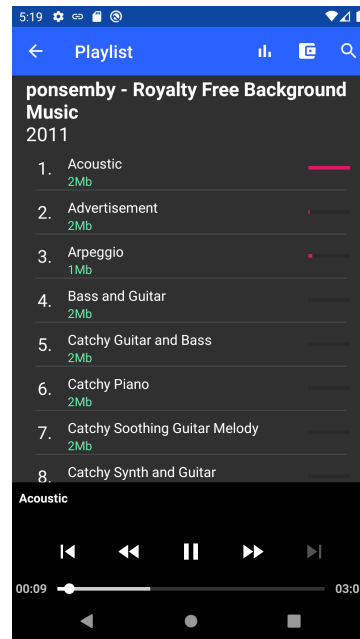 5:19
Playlist
ponsemby - Royalty Free Background
Music
2011
1. Acoustic
2Mb
2. Advertisement
2Mb
3. Arpeggio
1Mb
4. Bass and Guitar
2Mb
5. Catchy Guitar and Bass
2Mb
6. Catchy Piano
2Mb
7. Catchy Soothing Guitar Melody
2Mb
8. Catchy Synth and Guitar
Acoustic
00:09